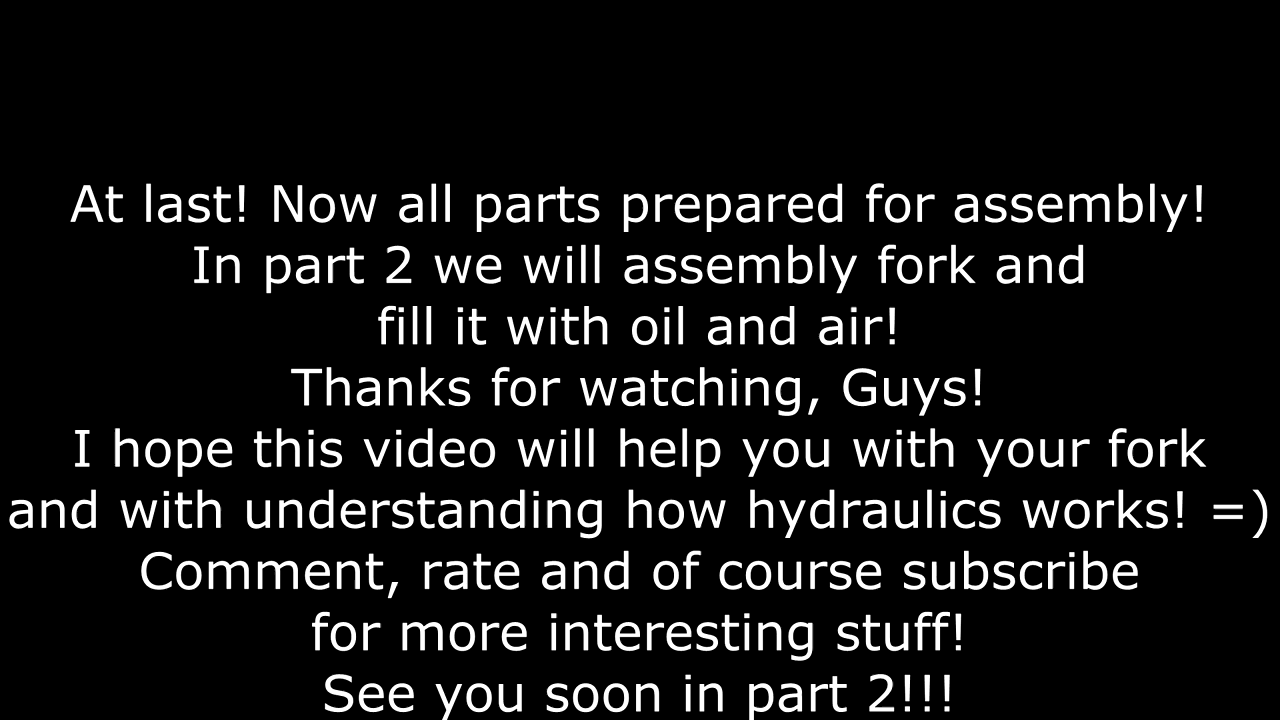 At last! Now all parts prepared for assembly!
In part 2 we will assembly fork and
fill it with oil and air!
Thanks for watching, Guys!
I hope this video will help you with your fork
and with understanding how hydraulics works! =)
Comment, rate and of course subscribe
for more interesting stuff!
See you soon in part 2!!!